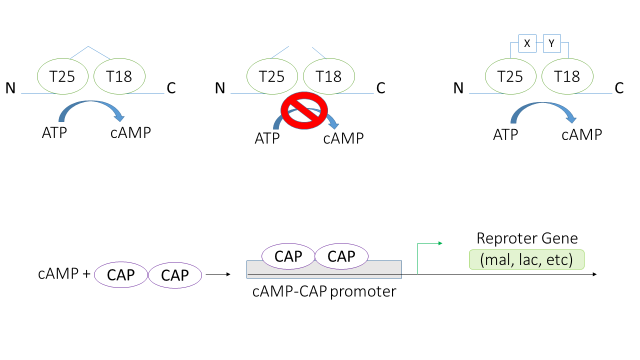 X Y
T25 T18 T25 T18 T25 T18
N C N C N C
ATP cAMP ATP cAMP ATP cAMP
Reproter Gene
CAP CAP (mal, lac, etc)
cAMP + CAP CAP
cAMP-CAP promoter